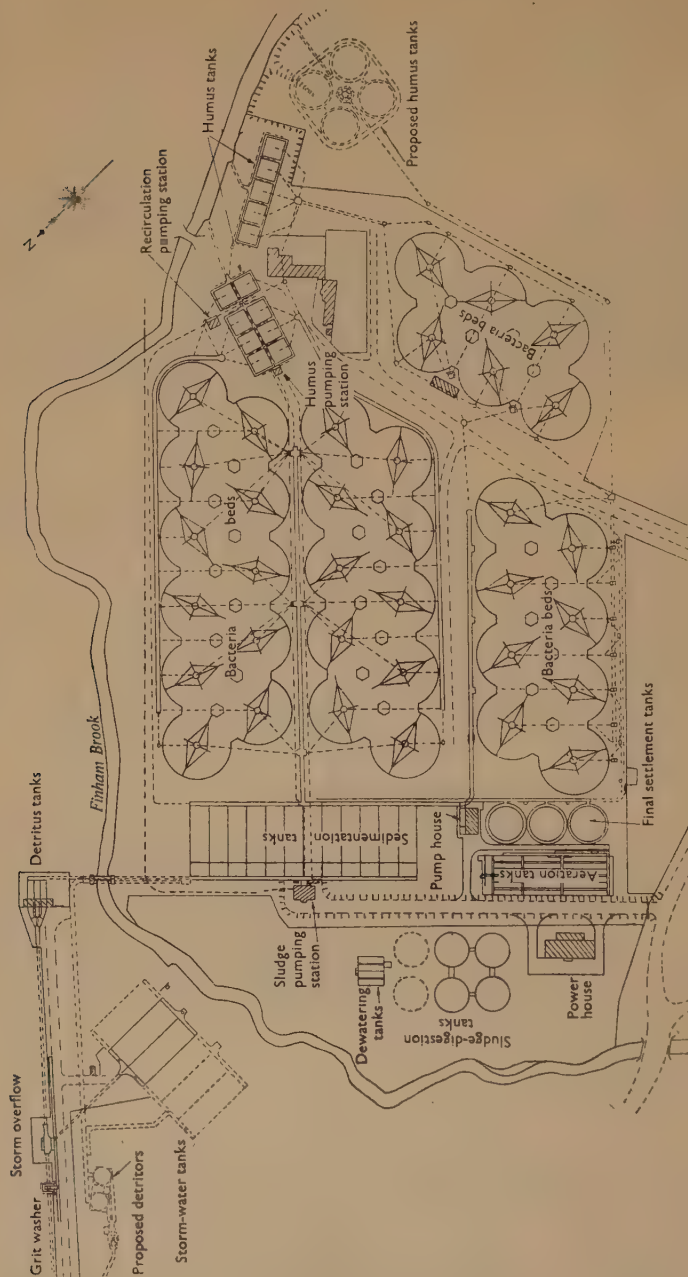 Grit washer
Storm overflow
Detritus tanks
Proposed detritors
Storm-water tanks
Finham Brook
N
Recirculation
pumping station
Humus tanks
Proposed humus tanks
Humus
pumping
station
Bacteria beds
Bacteria beds
Bacteria beds
Sedimentation
tanks
Sludge
pumping
station
Pump house
Aeration tanks
Final settlement tanks
Dewatering
tanks
Sludge-digestion
tanks
Power
house